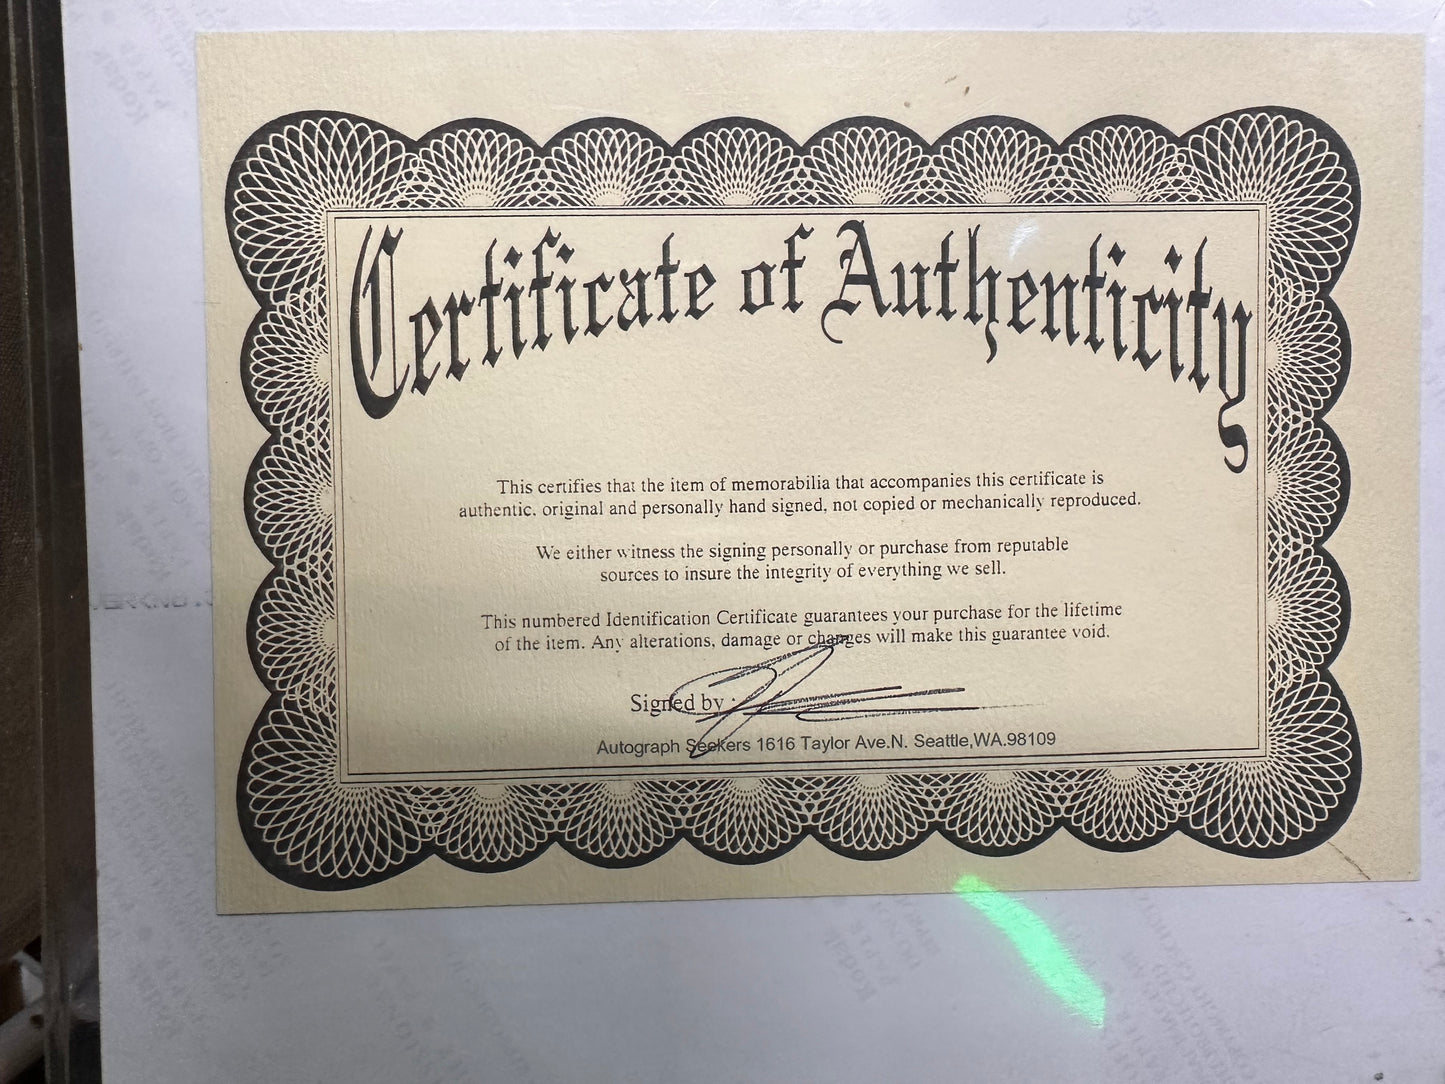 Certificate of Authenticity
This certifies that the item of memorabilia that accompanies this certificate is
authentic. original and personally hand signed, not copied or mechanically reproduced.
We either witness the signing personally or purchase from reputable
sources to insure the integrity of everything we sell.
This numbered Identification Certificate guarantees your purchase for the lifetime
of the item. Any alterations, damage or changes will make this guarantee void.
Signed by :
Autograph Seekers 1616 Taylor Ave.N. Seattle,WA.98109
Kodak